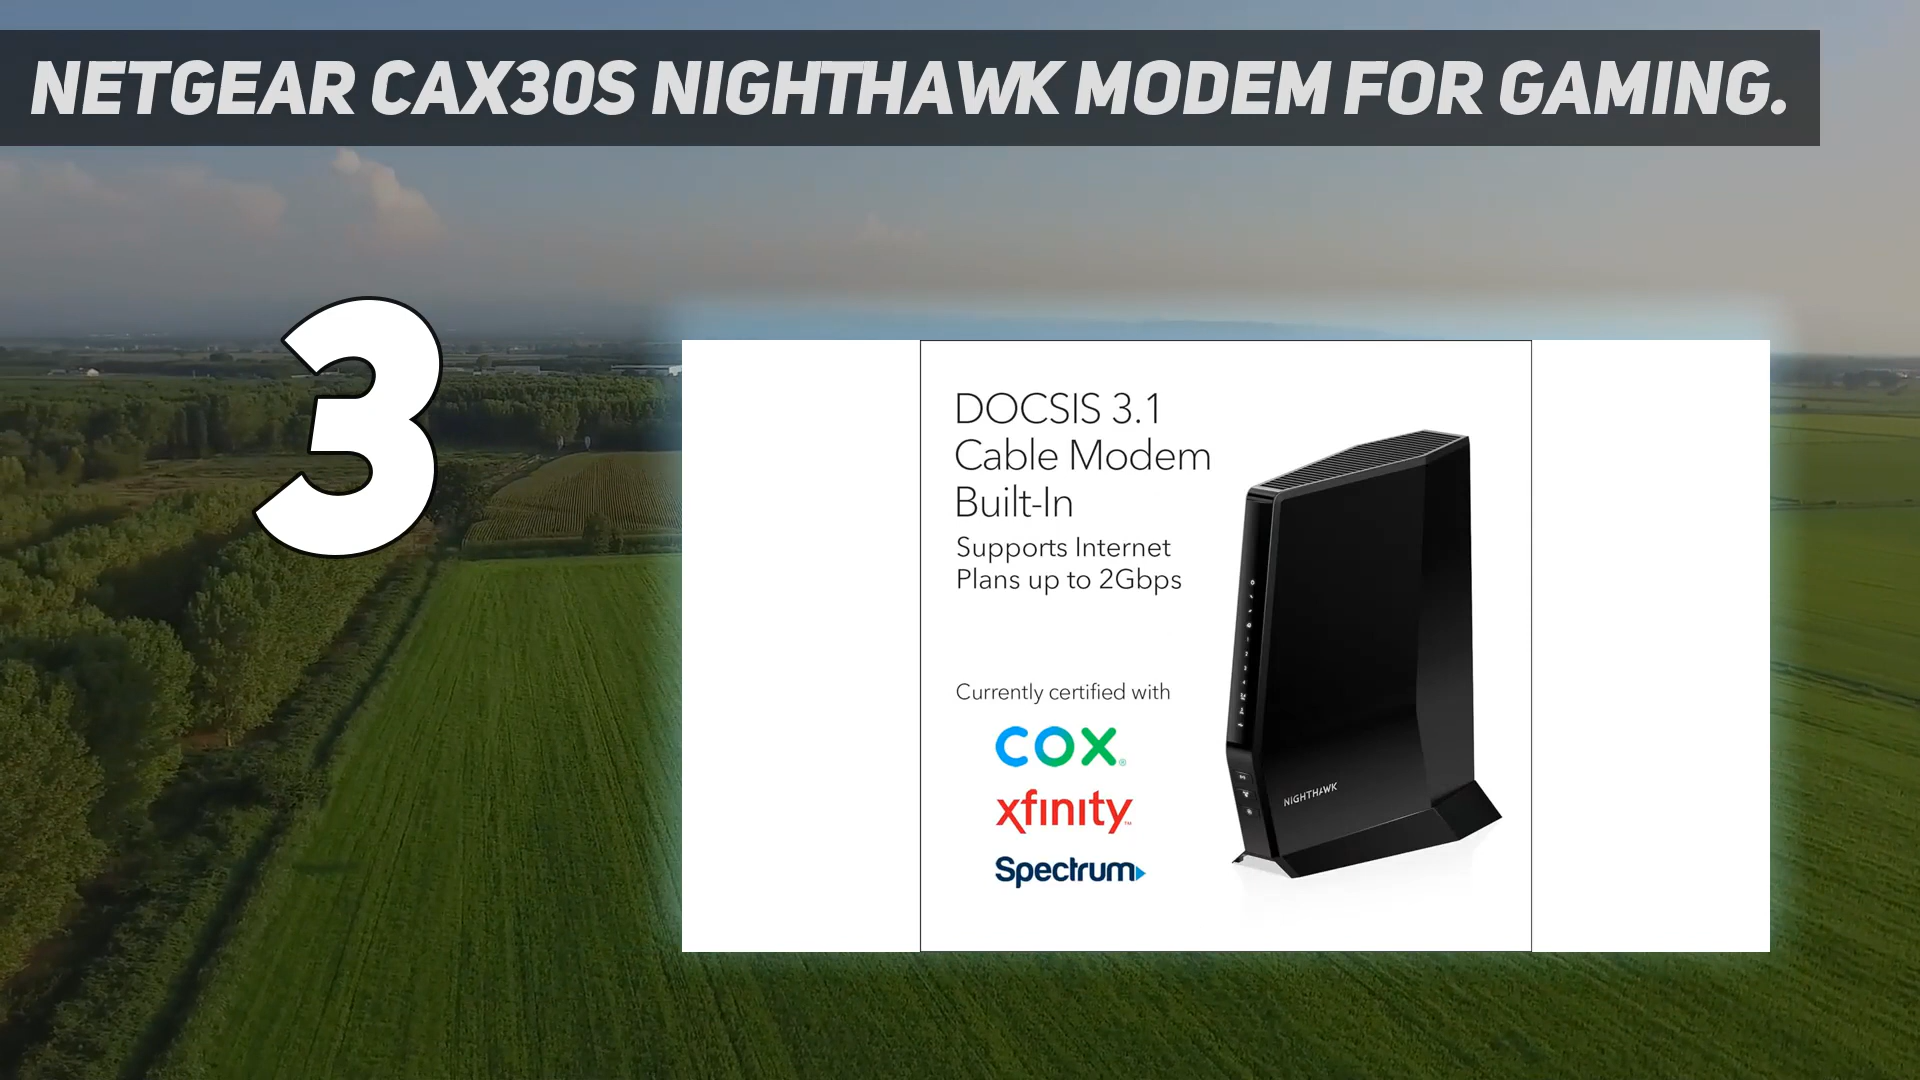 NETGEAR CAX30S NIGHTHAWK MODEM FOR GAMING.
3
DOCSIS 3.1
Cable Modem
Built-In
Supports Internet
Plans up to 2Gbps
Currently certified with
COX®
xfinity™
Spectrum
NIGHTHAWK